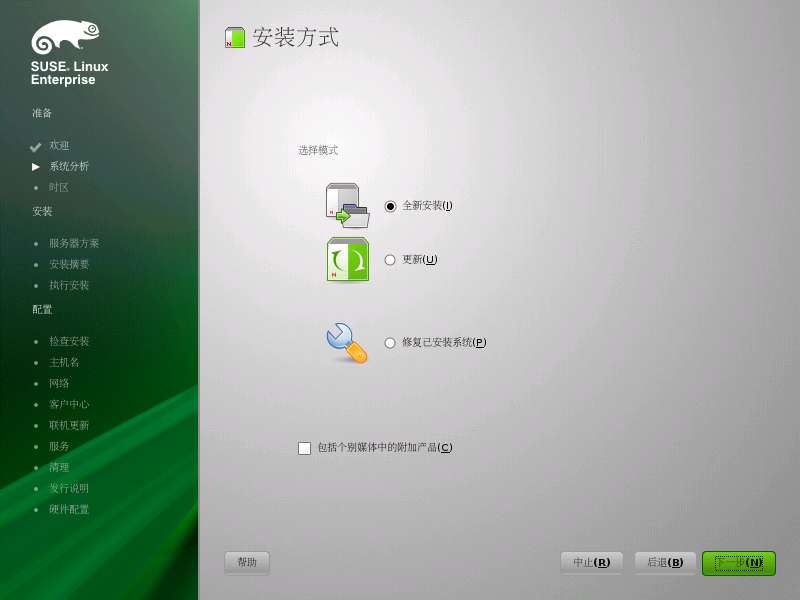 SUSE. Linux
Enterprise
准备
欢迎
系统分析
时区
安装
服务器方案
安装摘要
执行安装
配置
检查安装
主机名
网络
客户中心
联机更新
服务
清理
发行说明
硬件配置
安装方式
选择模式
全新安装(I)
更新(U)
修复已安装系统(P)
包括个别媒体中的附加产品(C)
帮助
中止(R)
后退(B)
下一步(N)